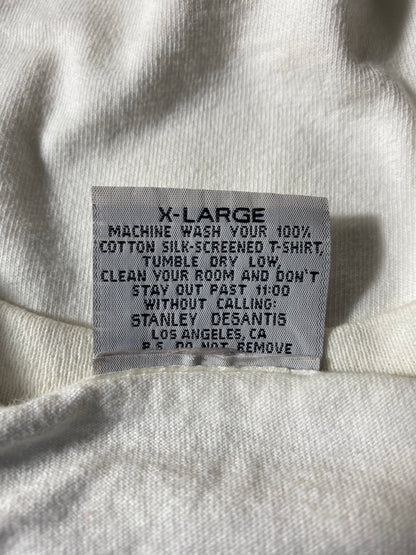 X-LARGE
MACHINE WASH YOUR 100%
COTTON SILK-SCREENED T-SHIRT,
TUMBLE DRY LOW,
CLEAN YOUR ROOM AND DON'T
STAY OUT PAST 11:00
WITHOUT CALLING:
STANLEY DESANTIS
LOS ANGELES, CA
P.S. DO NOT REMOVE